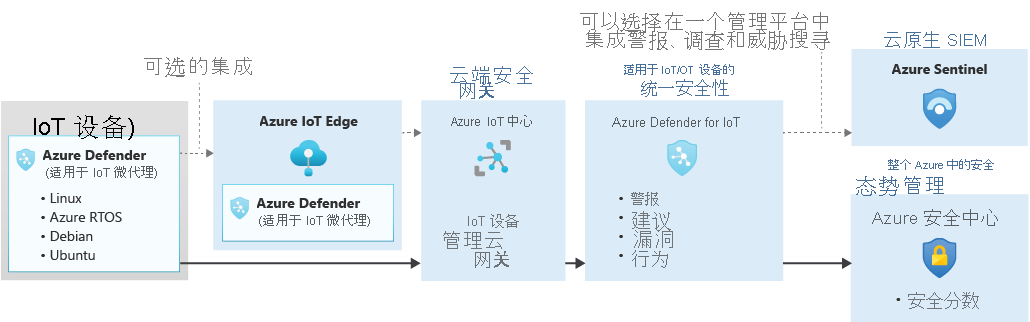 可选的集成
IoT 设备)
Azure Defender
(适用于 IoT 微代理)
• Linux
• Azure RTOS
• Debian
• Ubuntu
Azure IoT Edge
Azure Defender
(适用于 IoT 微代理)
云端安全
网关
Azure IoT 中心
IoT 设备
管理云
网关
可以选择在一个管理平台中
集成警报、调查和威胁搜寻
适用于 IoT/OT 设备的
统一安全性
Azure Defender for IoT
• 警报
• 建议
• 漏洞
• 行为
云原生 SIEM
Azure Sentinel
整个 Azure 中的安全
态势管理
Azure 安全中心
• 安全分数